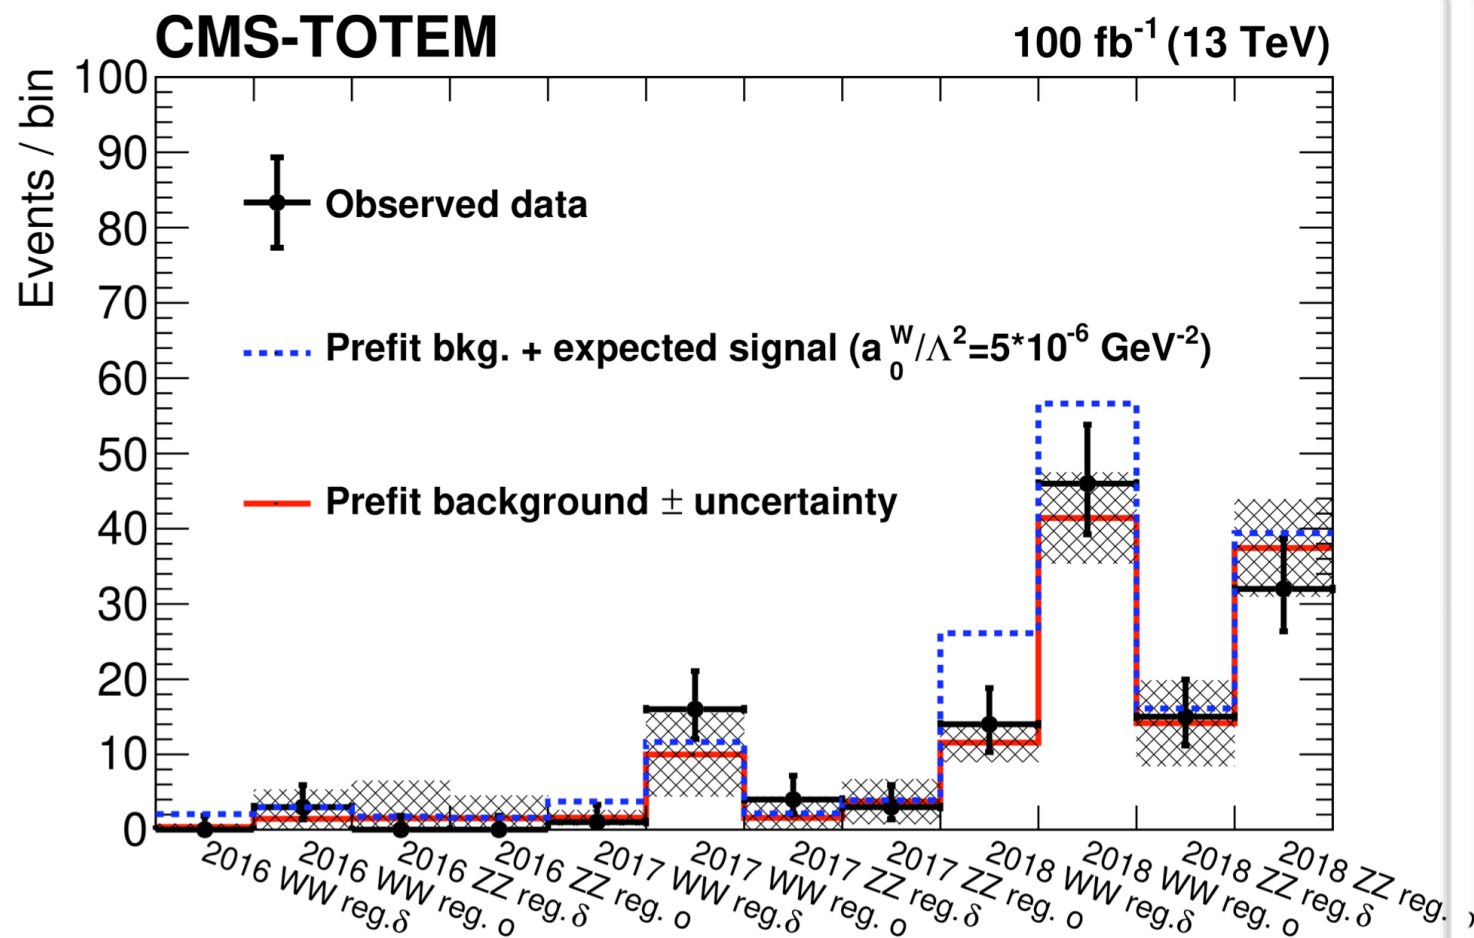 CMS-TOTEM
100 fb⁻¹ (13 TeV)
Events / bin
100
90
80
70
60
50
40
30
20
10
0
Observed data
Prefit bkg. + expected signal (a₀ᵂ/Λ²=5*10⁻⁶ GeV⁻²)
Prefit background ± uncertainty
2016 WW reg.δ
2016 WW reg. o
2016 ZZ reg.δ
2016 ZZ reg. o
2017 WW reg.δ
2017 WW reg. o
2017 ZZ reg.δ
2017 ZZ reg. o
2018 WW reg.δ
2018 WW reg. o
2018 ZZ reg.δ
2018 ZZ reg.